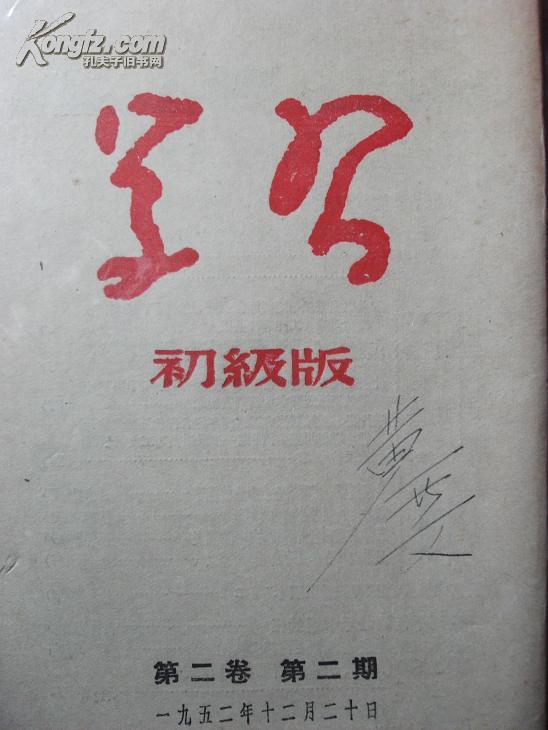 Kongfz.com
孔夫子旧书网
学习
初級版
黄
第二卷 第二期
一九五二年十二月二十日